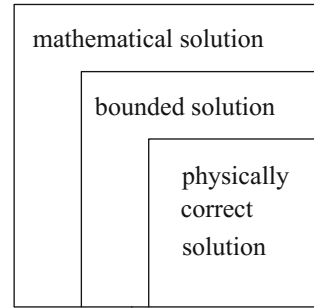 mathematical solution
bounded solution
physically
correct
solution